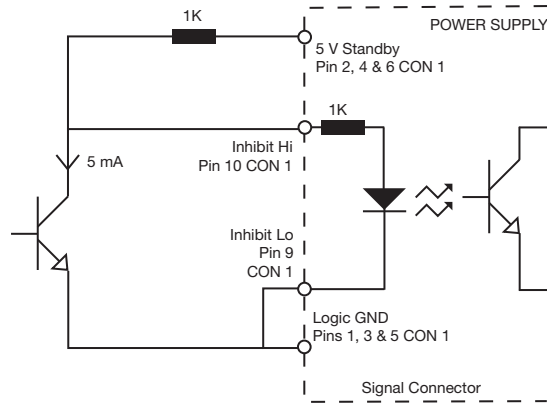 1K
POWER SUPPLY
5 V Standby
Pin 2, 4 & 6 CON 1
1K
Inhibit Hi
Pin 10 CON 1
5 mA
Inhibit Lo
Pin 9
CON 1
Logic GND
Pins 1, 3 & 5 CON 1
Signal Connector